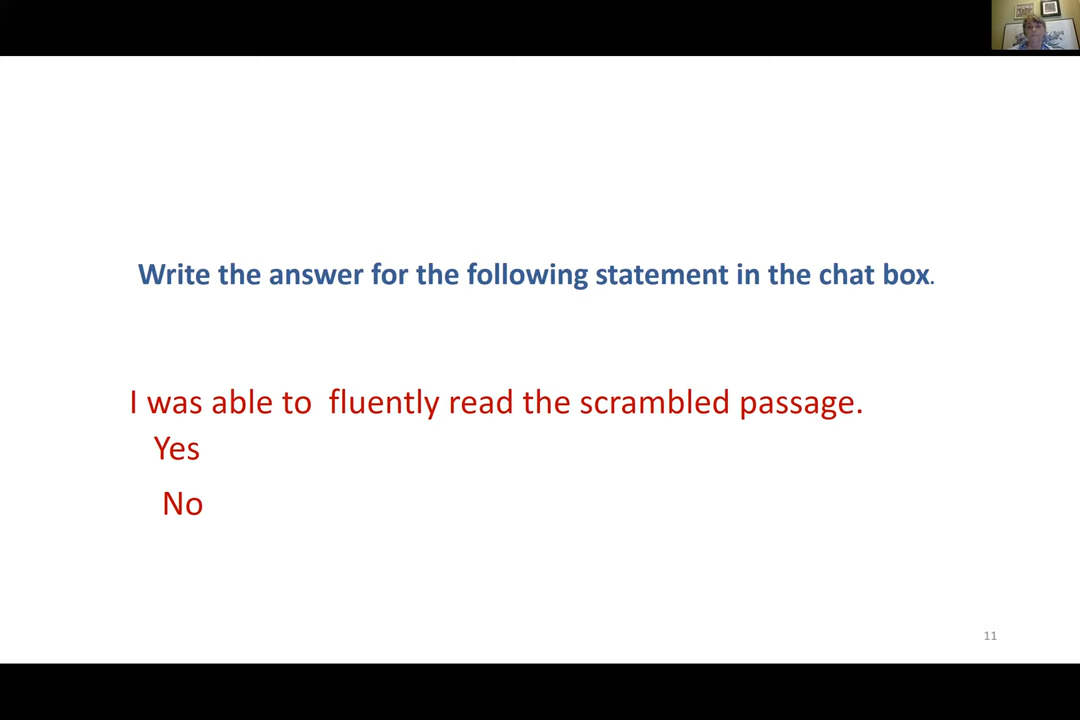 Write the answer for the following statement in the chat box.
I was able to  fluently read the scrambled passage.
Yes
No
11